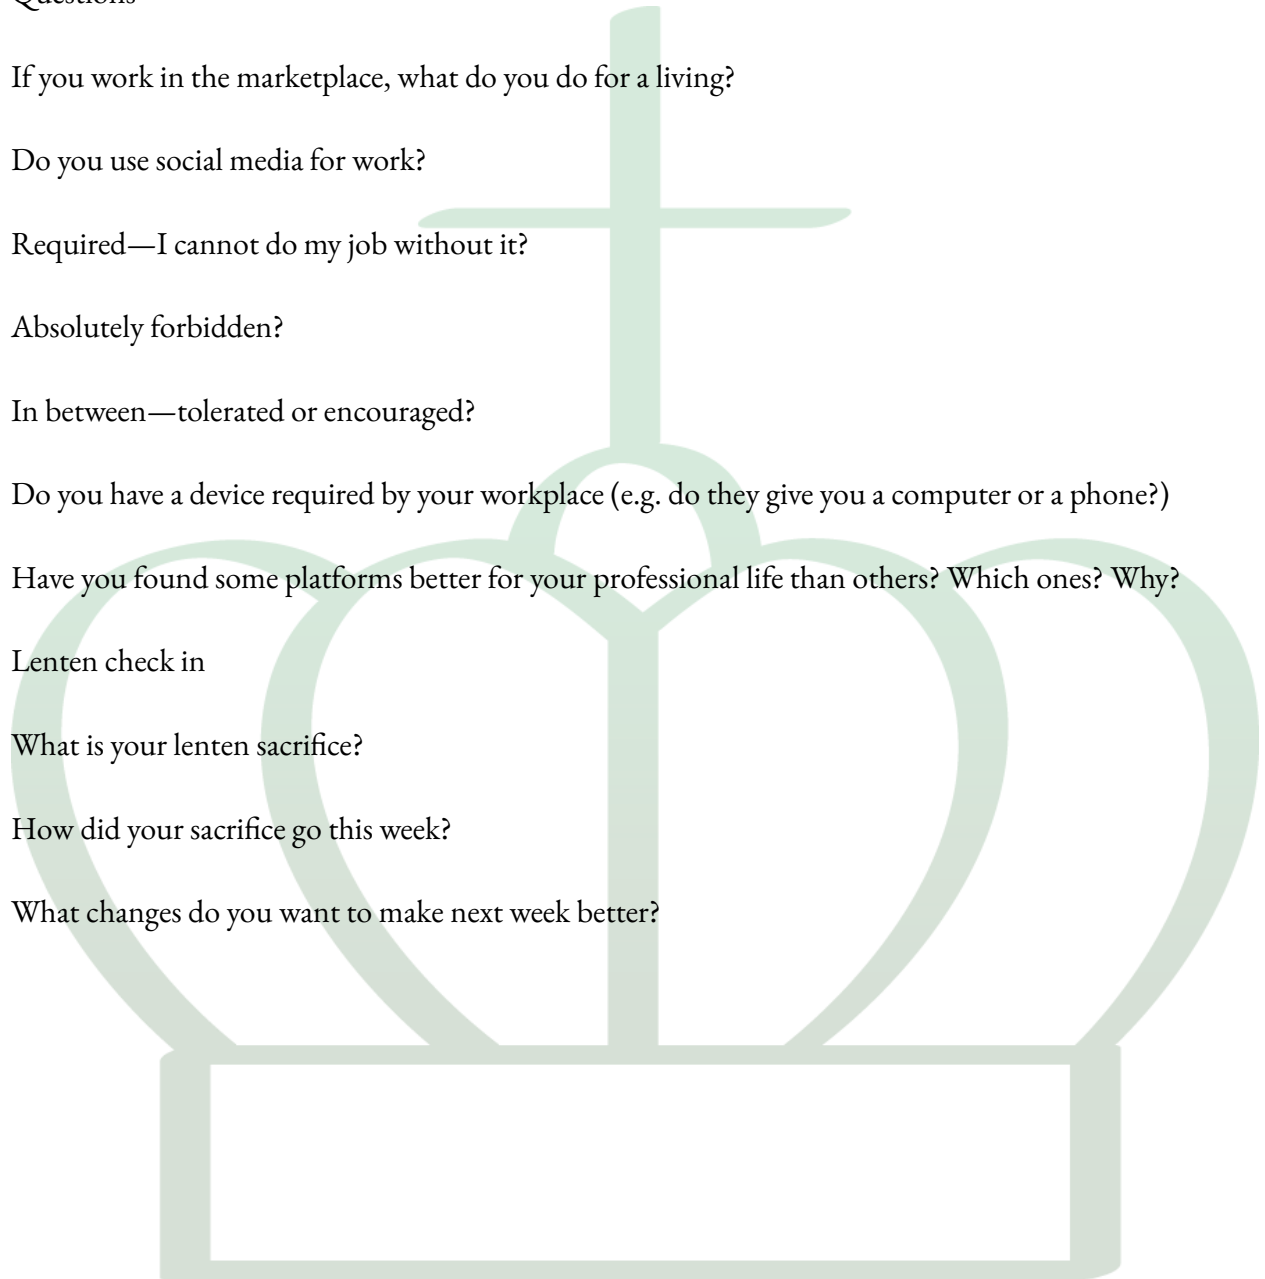 Questions
If you work in the marketplace, what do you do for a living?
Do you use social media for work?
Required—I cannot do my job without it?
Absolutely forbidden?
In between—tolerated or encouraged?
Do you have a device required by your workplace (e.g. do they give you a computer or a phone?)
Have you found some platforms better for your professional life than others? Which ones? Why?
Lenten check in
What is your lenten sacrifice?
How did your sacrifice go this week?
What changes do you want to make next week better?